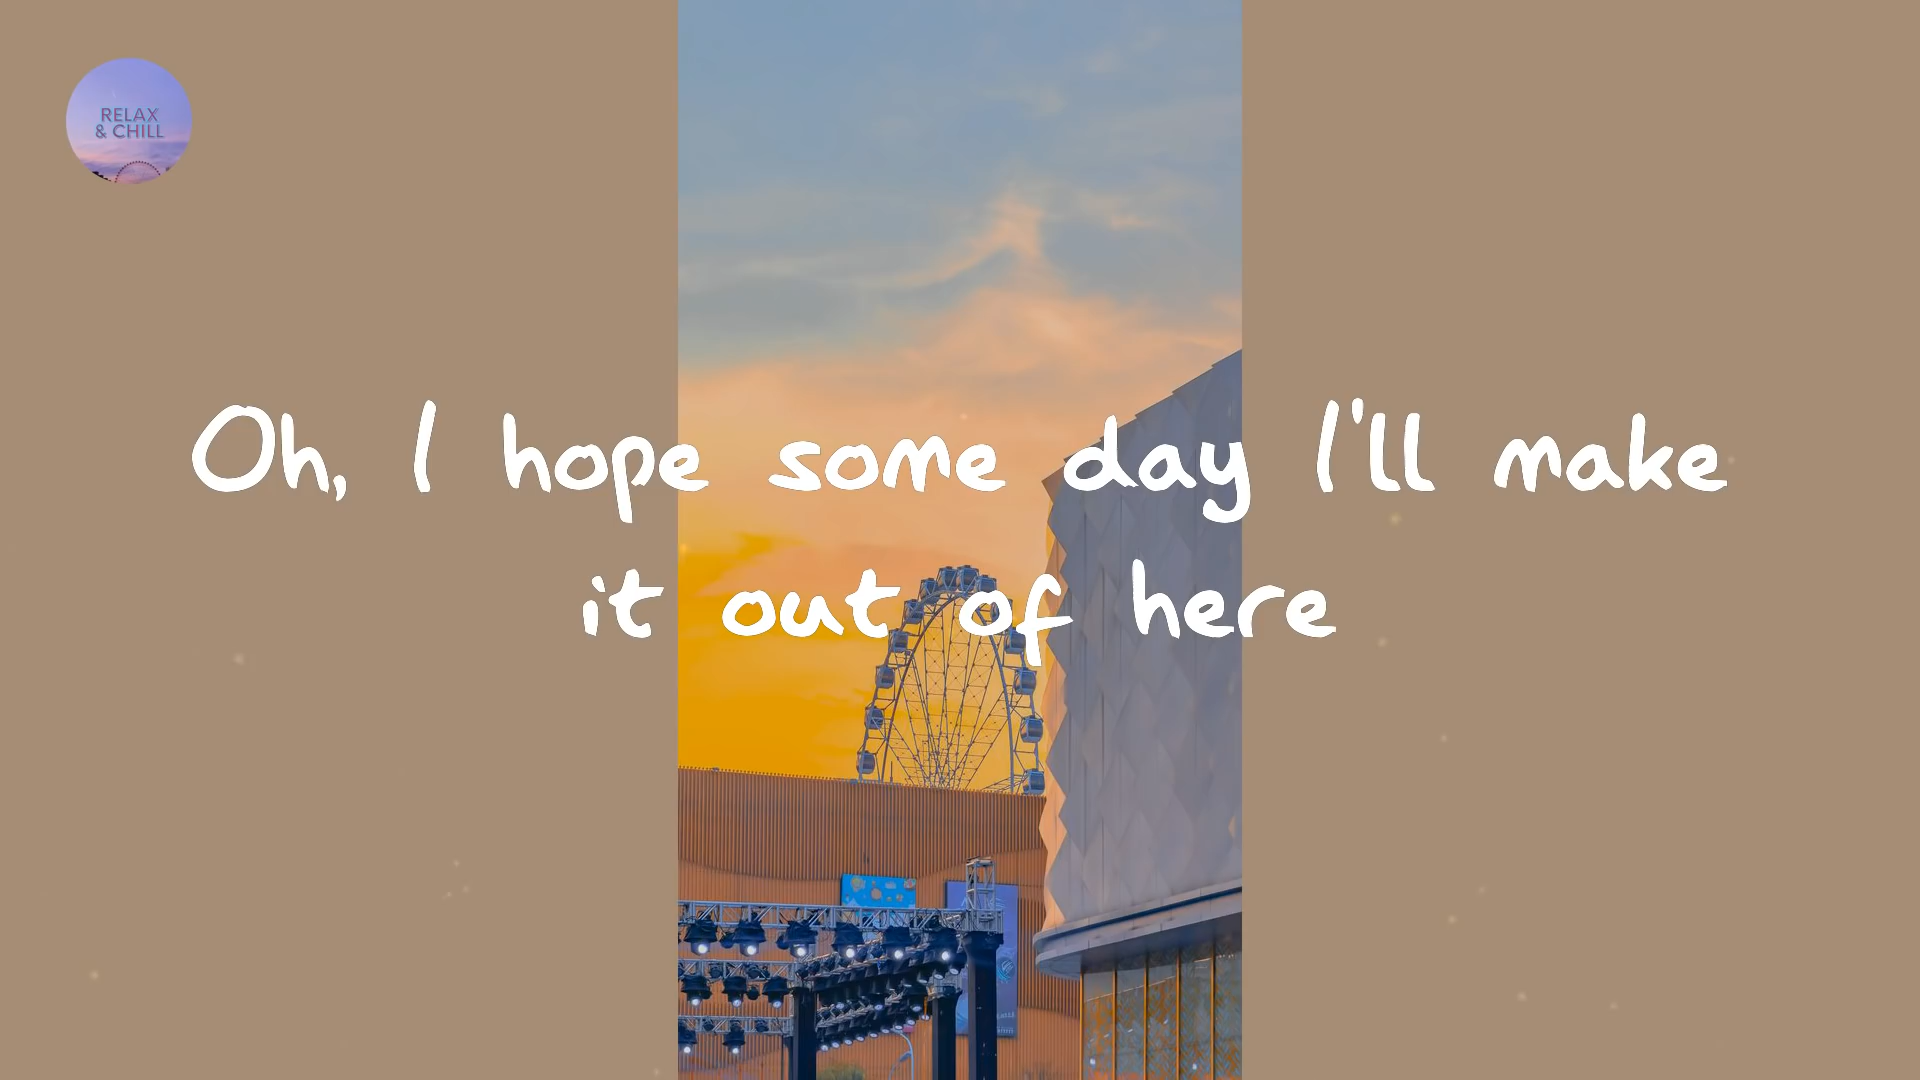 RELAX
& CHILL
Oh, I hope some day I'll make
it out of here